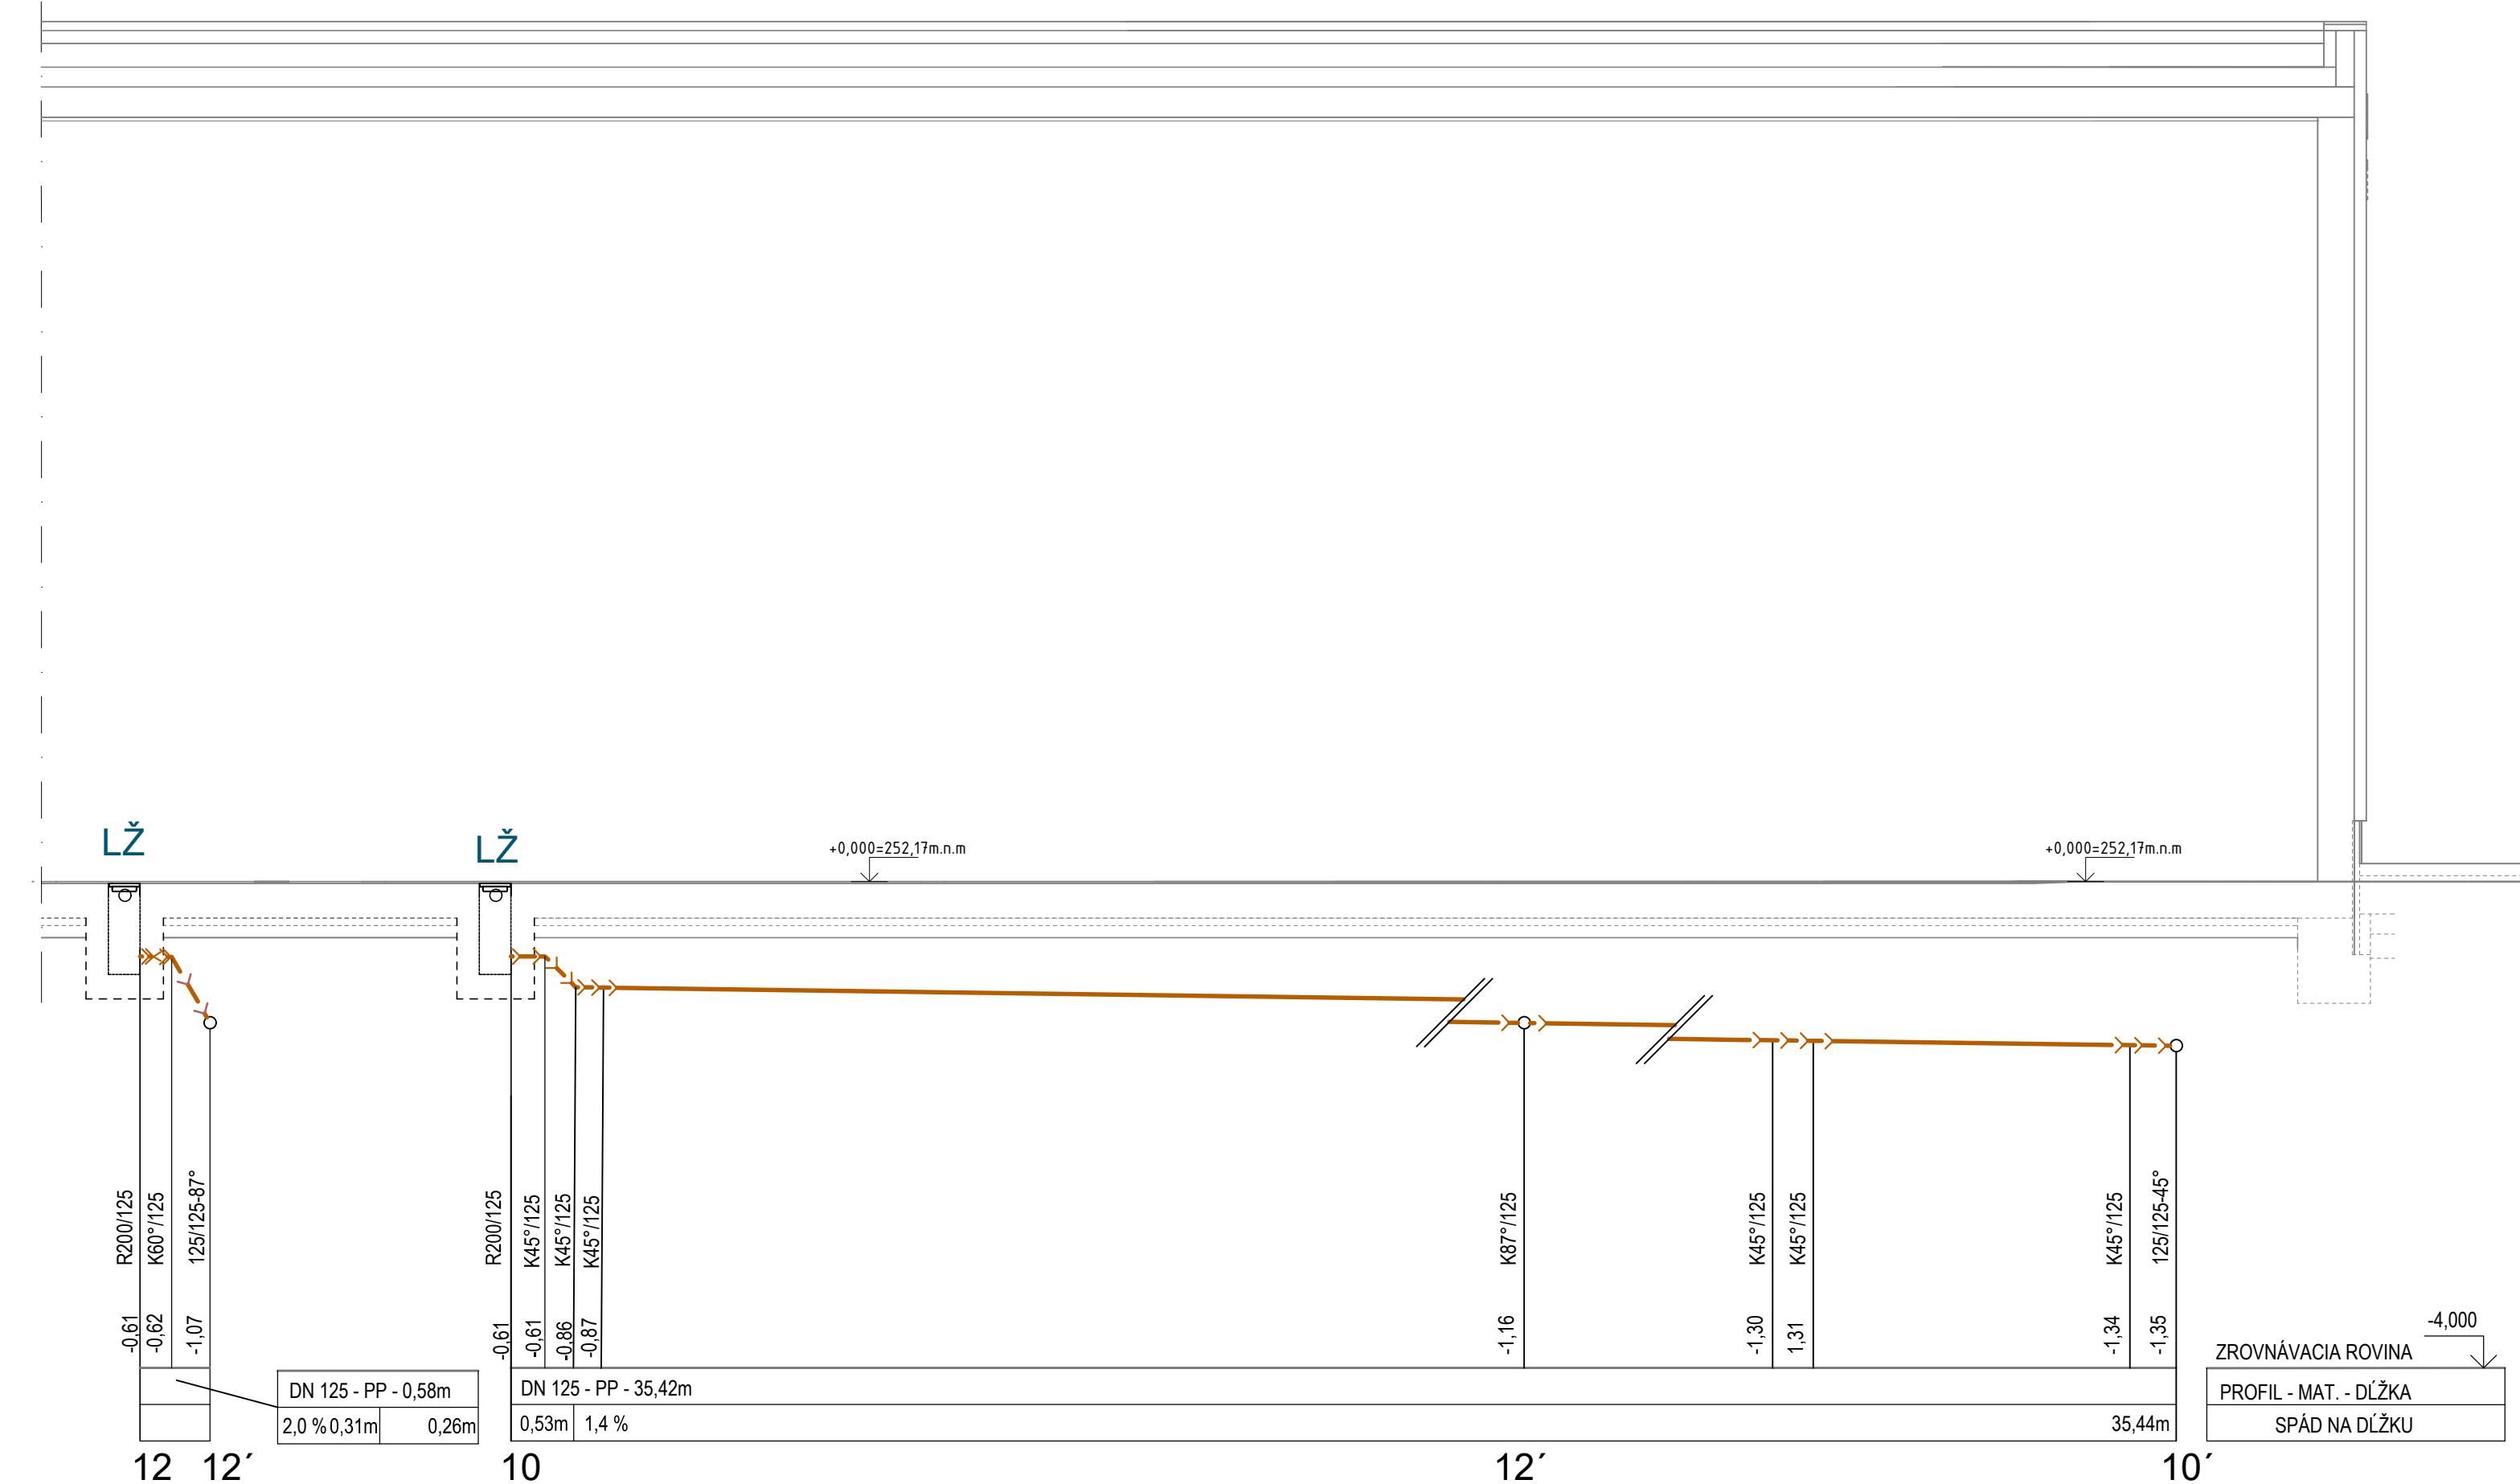 LŽ
LŽ
+0,000=252,17m.n.m
+0,000=252,17m.n.m
R200/125
K60°/125
125/125-87°
R200/125
K45°/125
K45°/125
K45°/125
K87°/125
K45°/125
K45°/125
K45°/125
125/125-45°
-0,61
-0,62
-1,07
-0,61
-0,61
-0,86
-0,87
-1,16
-1,30
1,31
-1,34
-1,35
-4,000
ZROVNÁVACIA ROVINA
DN 125 - PP - 0,58m
DN 125 - PP - 35,42m
PROFIL - MAT. - DĹŽKA
2,0 % 0,31m 0,26m
0,53m 1,4 % 35,44m
SPÁD NA DĹŽKU
12 12´ 10 12´ 10´